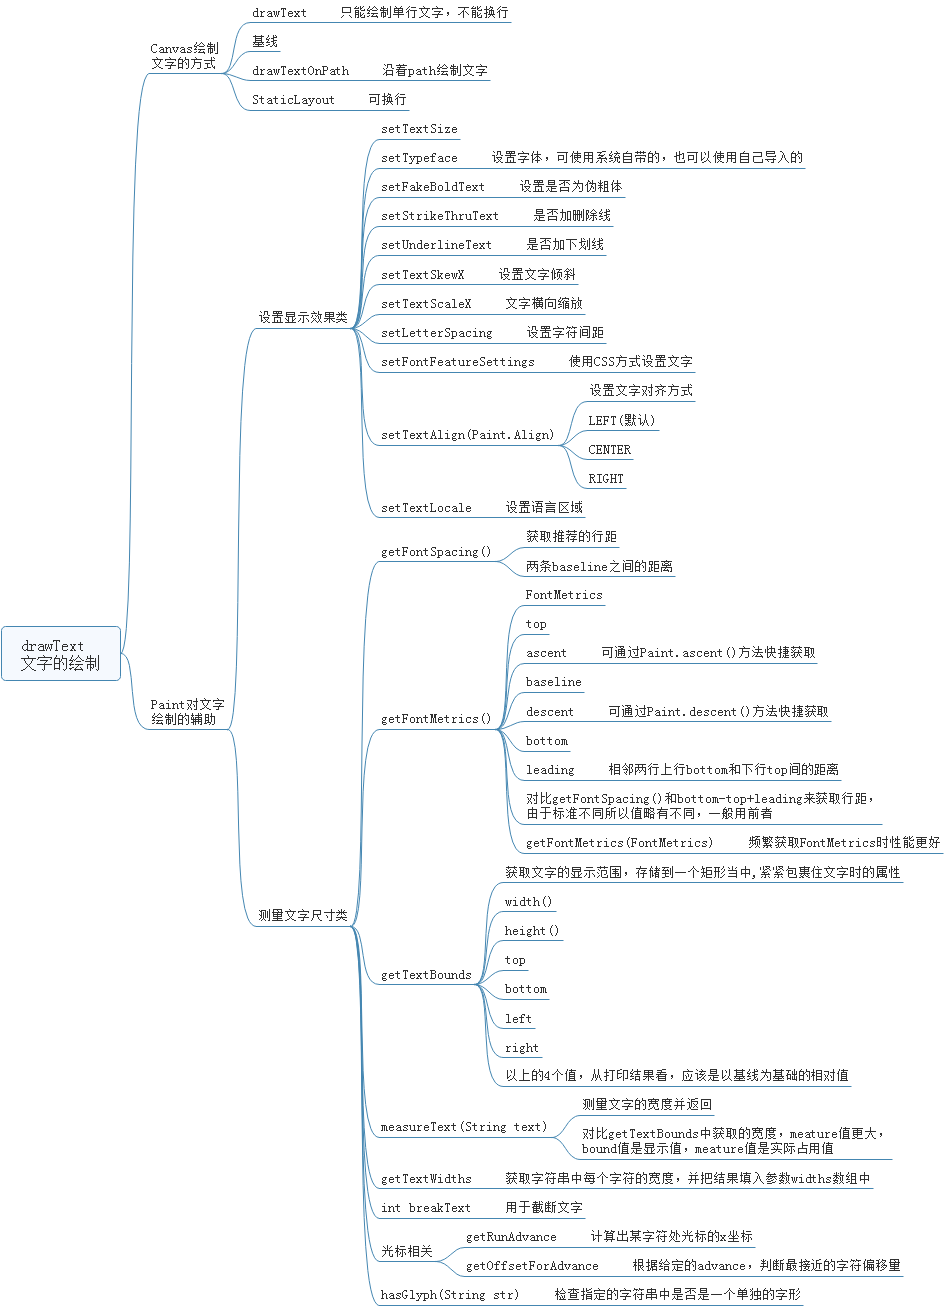 drawText 只能绘制单行文字，不能换行
Canvas绘制
文字的方式
基线
drawTextOnPath 沿着path绘制文字
StaticLayout 可换行
setTextSize
setTypeface 设置字体，可使用系统自带的，也可以使用自己导入的
setFakeBoldText 设置是否为伪粗体
setStrikeThruText 是否加删除线
setUnderlineText 是否加下划线
setTextSkewX 设置文字倾斜
setTextScaleX 文字横向缩放
设置显示效果类
setLetterSpacing 设置字符间距
setFontFeatureSettings 使用CSS方式设置文字
setTextAlign(Paint.Align)
设置文字对齐方式
LEFT(默认)
CENTER
RIGHT
setTextLocale 设置语言区域
getFontSpacing()
获取推荐的行距
两条baseline之间的距离
drawText
文字的绘制
Paint对文字
绘制的辅助
getFontMetrics()
FontMetrics
top
ascent 可通过Paint.ascent()方法快捷获取
baseline
descent 可通过Paint.descent()方法快捷获取
bottom
leading 相邻两行上行bottom和下行top间的距离
对比getFontSpacing()和bottom-top+leading来获取行距，
由于标准不同所以值略有不同，一般用前者
getFontMetrics(FontMetrics) 频繁获取FontMetrics时性能更好
测量文字尺寸类
getTextBounds
获取文字的显示范围，存储到一个矩形当中,紧紧包裹住文字时的属性
width()
height()
top
bottom
left
right
以上的4个值，从打印结果看，应该是以基线为基础的相对值
measureText(String text)
测量文字的宽度并返回
对比getTextBounds中获取的宽度，meature值更大，
bound值是显示值，meature值是实际占用值
getTextWidths 获取字符串中每个字符的宽度，并把结果填入参数widths数组中
int breakText 用于截断文字
光标相关
getRunAdvance 计算出某字符处光标的x坐标
getOffsetForAdvance 根据给定的advance，判断最接近的字符偏移量
hasGlyph(String str) 检查指定的字符串中是否是一个单独的字形